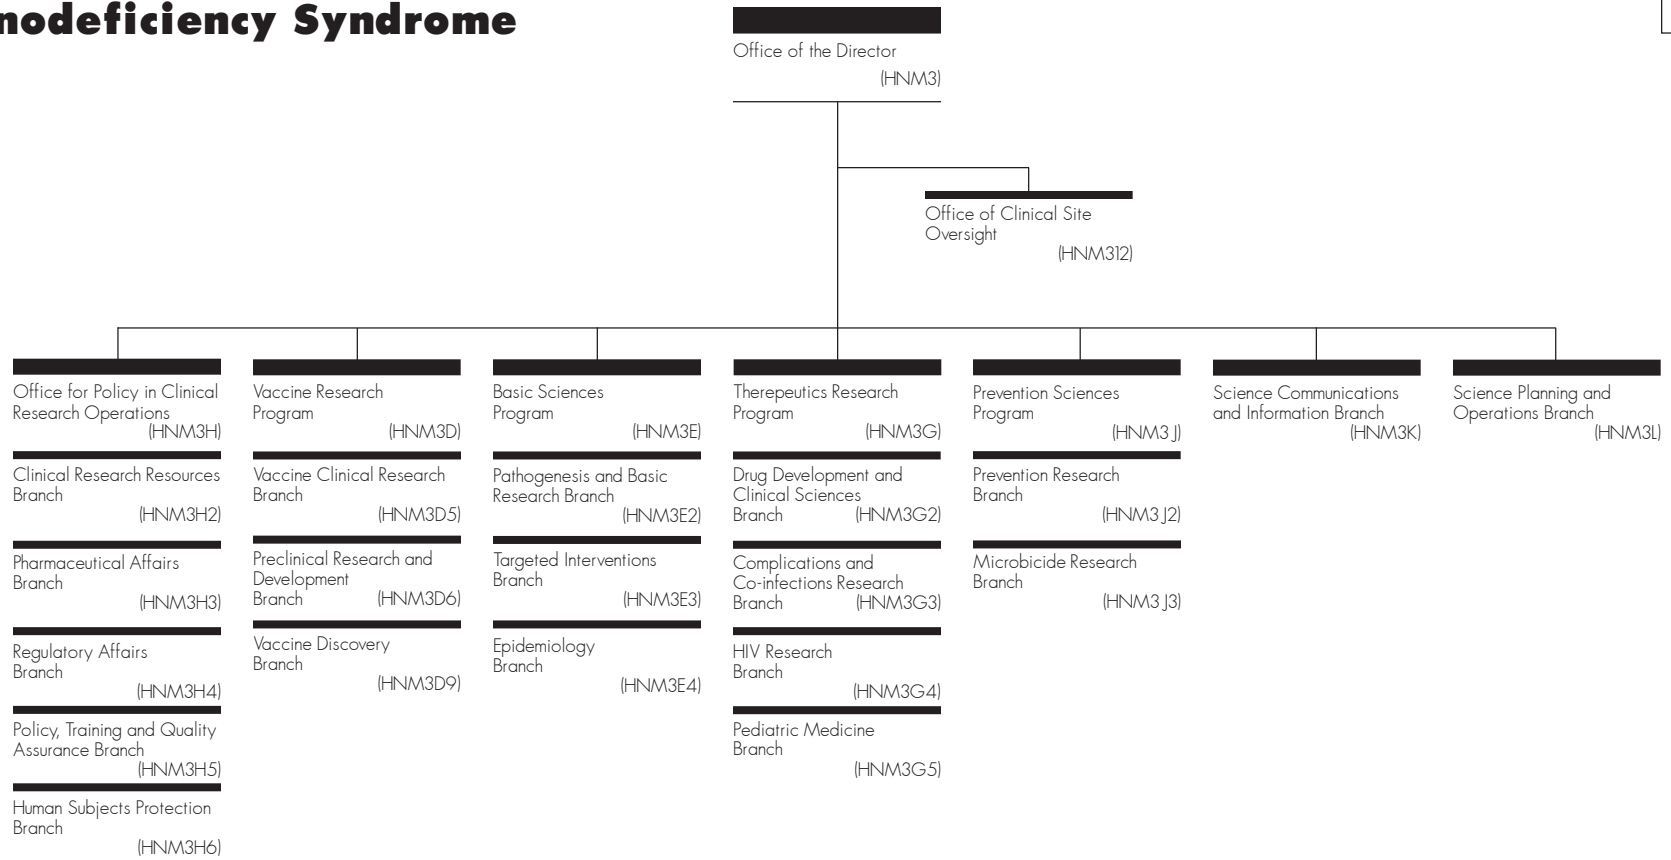 nodeficiency Syndrome
Office of the Director
(HNM3)
Office of Clinical Site
Oversight
(HNM312)
Office for Policy in Clinical
Research Operations
(HNM3H)
Clinical Research Resources
Branch
(HNM3H2)
Pharmaceutical Affairs
Branch
(HNM3H3)
Regulatory Affairs
Branch
(HNM3H4)
Policy, Training and Quality
Assurance Branch
(HNM3H5)
Human Subjects Protection
Branch
(HNM3H6)
Vaccine Research
Program
(HNM3D)
Vaccine Clinical Research
Branch
(HNM3D5)
Preclinical Research and
Development
Branch (HNM3D6)
Vaccine Discovery
Branch
(HNM3D9)
Basic Sciences
Program
(HNM3E)
Pathogenesis and Basic
Research Branch
(HNM3E2)
Targeted Interventions
Branch
(HNM3E3)
Epidemiology
Branch
(HNM3E4)
Therepeutics Research
Program
(HNM3G)
Drug Development and
Clinical Sciences
Branch (HNM3G2)
Complications and
Co-infections Research
Branch (HNM3G3)
HIV Research
Branch
(HNM3G4)
Pediatric Medicine
Branch
(HNM3G5)
Prevention Sciences
Program
(HNM3 J)
Prevention Research
Branch
(HNM3 J2)
Microbicide Research
Branch
(HNM3 J3)
Science Communications
and Information Branch
(HNM3K)
Science Planning and
Operations Branch
(HNM3L)